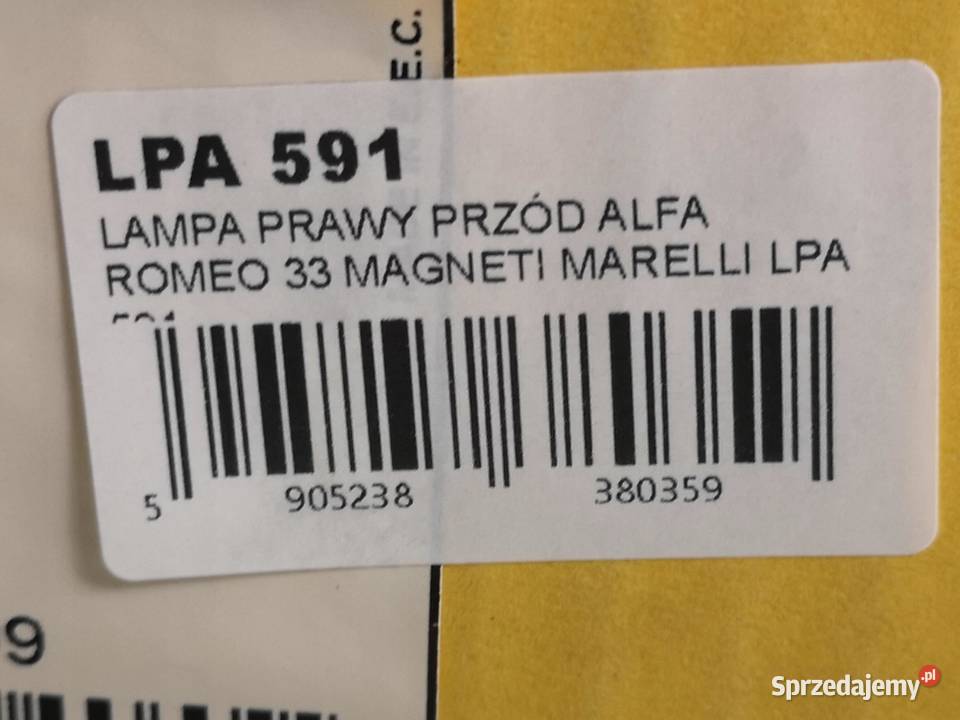 E.C.
LPA 591
LAMPA PRAWY PRZÓD ALFA
ROMEO 33 MAGNETI MARELLI LPA
5 905238 380359
9
Sprzedajemy.pl